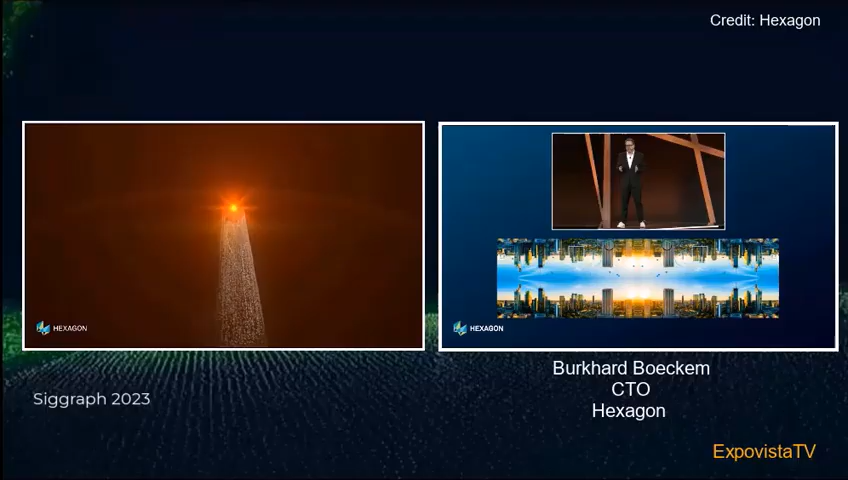 Credit: Hexagon
HEXAGON
HEXAGON
Burkhard Boeckem
CTO
Hexagon
Siggraph 2023
ExpovistaTV